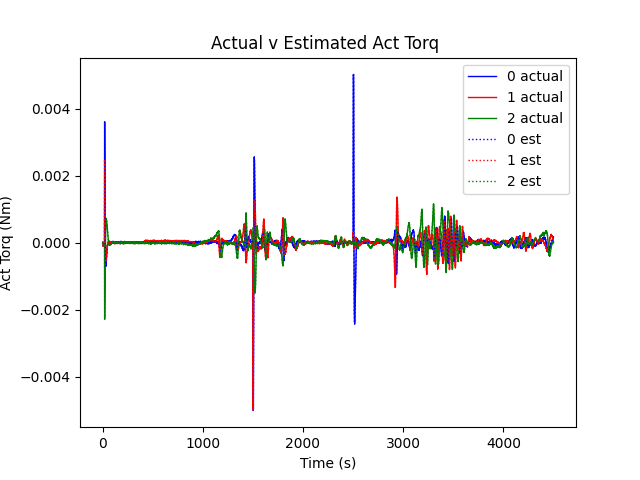 Actual v Estimated Act Torq
0 actual
1 actual
2 actual
0 est
1 est
2 est
0.004
0.002
0.000
−0.002
−0.004
Act Torq (Nm)
0 1000 2000 3000 4000
Time (s)